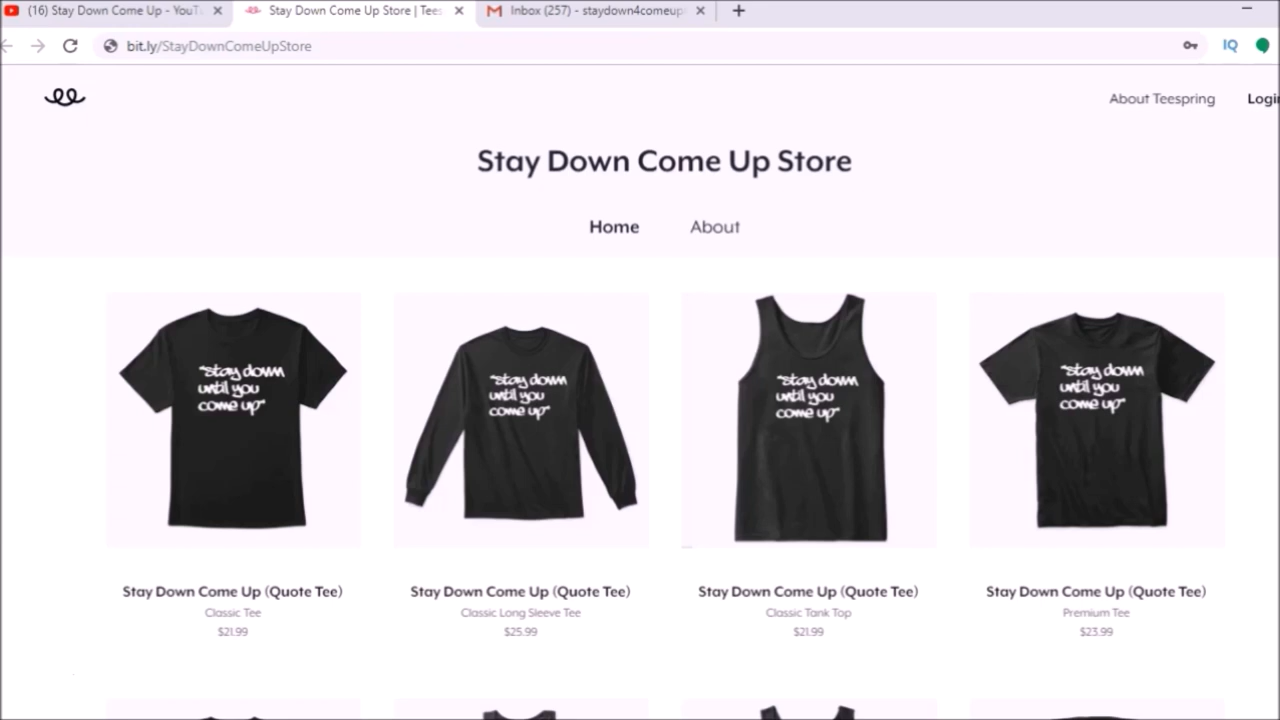 (16) Stay Down Come Up - YouT
Stay Down Come Up Store | Tees
Inbox (257) - staydown4comeup
bit.ly/StayDownComeUpStore
IQ
About Teespring
Login
Stay Down Come Up Store
Home
About
"stay down
until you
come up"
"stay down
until you
come up"
"stay down
until you
come up"
"stay down
until you
come up"
Stay Down Come Up (Quote Tee)
Classic Tee
$21.99
Stay Down Come Up (Quote Tee)
Classic Long Sleeve Tee
$25.99
Stay Down Come Up (Quote Tee)
Classic Tank Top
$21.99
Stay Down Come Up (Quote Tee)
Premium Tee
$23.99